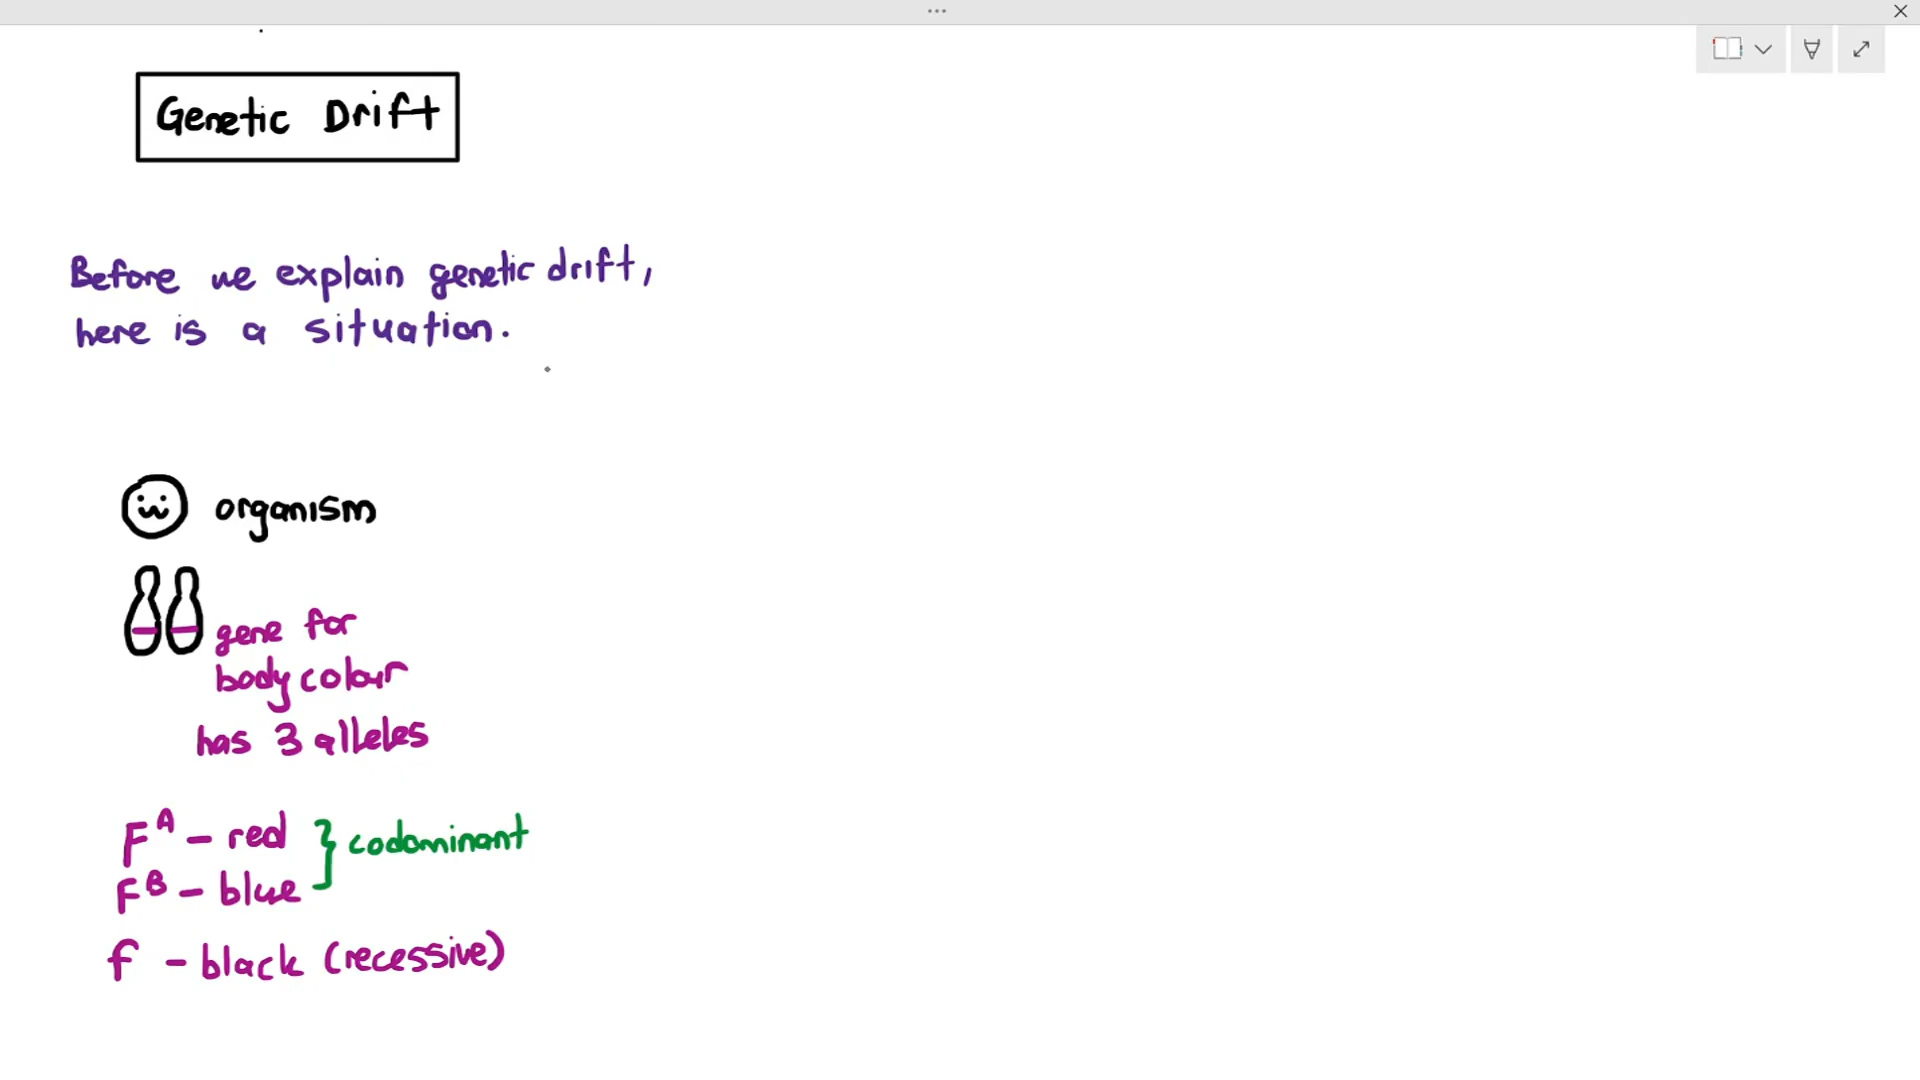 Genetic Drift
Before we explain genetic drift,
here is a situation.
organism
gene for
body colour
has 3 alleles
F^A – red
F^B – blue
} codominant
f – black (recessive)